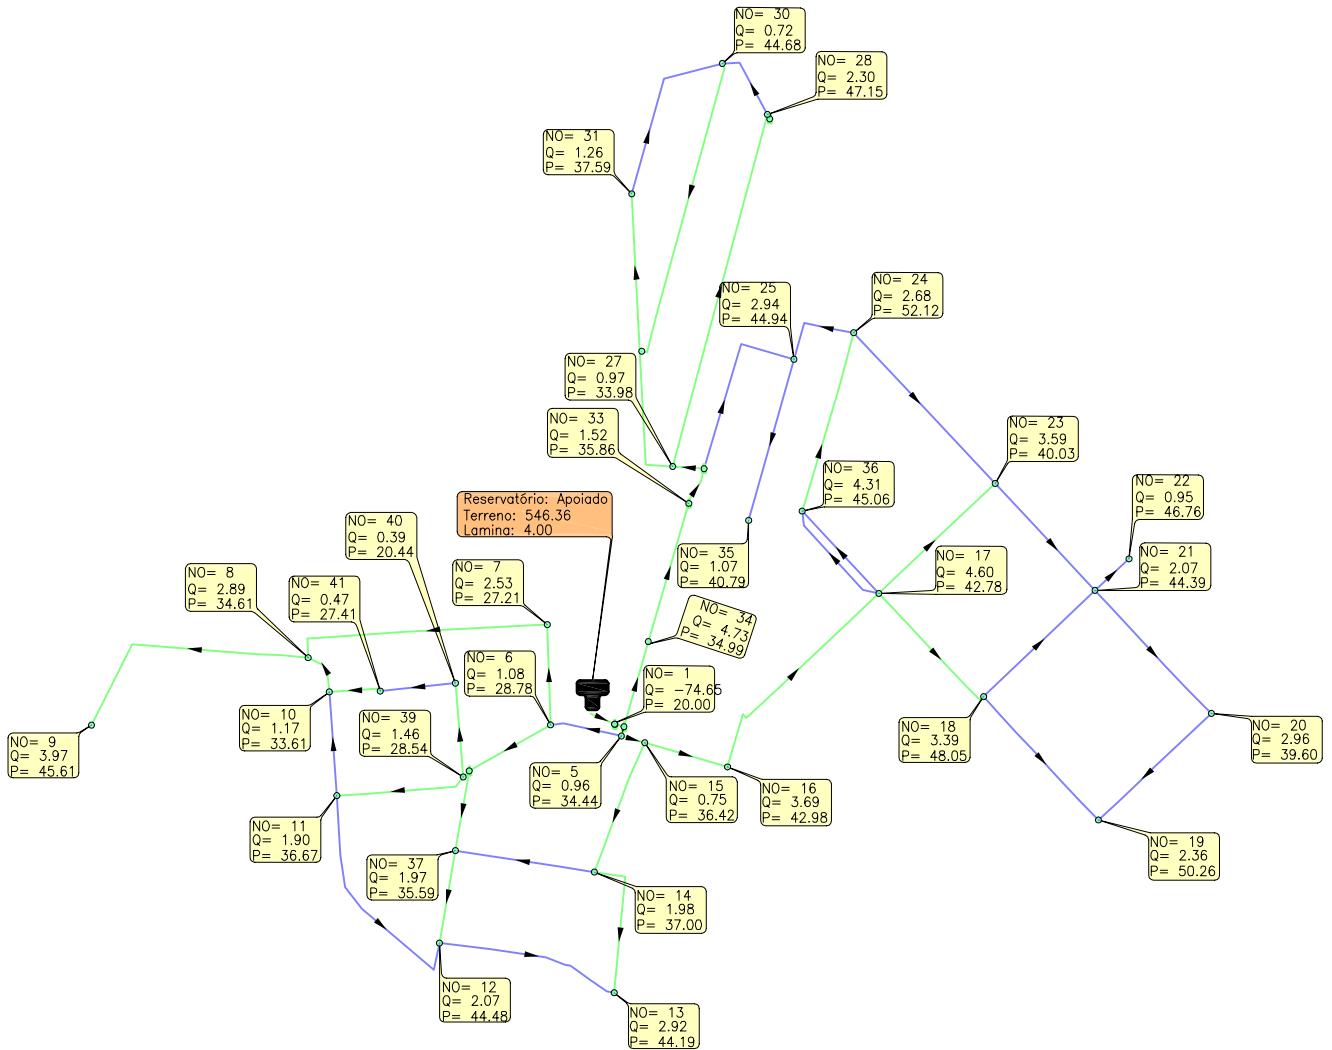 NO= 30
Q= 0.72
P= 44.68
NO= 28
Q= 2.30
P= 47.15
NO= 31
Q= 1.26
P= 37.59
NO= 25
Q= 2.94
P= 44.94
NO= 24
Q= 2.68
P= 52.12
NO= 27
Q= 0.97
P= 33.98
NO= 33
Q= 1.52
P= 35.86
NO= 23
Q= 3.59
P= 40.03
NO= 36
Q= 4.31
P= 45.06
NO= 22
Q= 0.95
P= 46.76
Reservatório: Apoiado
Terreno: 546.36
Lamina: 4.00
NO= 40
Q= 0.39
P= 20.44
NO= 35
Q= 1.07
P= 40.79
NO= 17
Q= 4.60
P= 42.78
NO= 21
Q= 2.07
P= 44.39
NO= 8
Q= 2.89
P= 34.61
NO= 41
Q= 0.47
P= 27.41
NO= 7
Q= 2.53
P= 27.21
NO= 34
Q= 4.73
P= 34.99
NO= 6
Q= 1.08
P= 28.78
NO= 1
Q= -74.65
P= 20.00
NO= 10
Q= 1.17
P= 33.61
NO= 39
Q= 1.46
P= 28.54
NO= 9
Q= 3.97
P= 45.61
NO= 18
Q= 3.39
P= 48.05
NO= 20
Q= 2.96
P= 39.60
NO= 5
Q= 0.96
P= 34.44
NO= 15
Q= 0.75
P= 36.42
NO= 16
Q= 3.69
P= 42.98
NO= 11
Q= 1.90
P= 36.67
NO= 37
Q= 1.97
P= 35.59
NO= 19
Q= 2.36
P= 50.26
NO= 14
Q= 1.98
P= 37.00
NO= 12
Q= 2.07
P= 44.48
NO= 13
Q= 2.92
P= 44.19